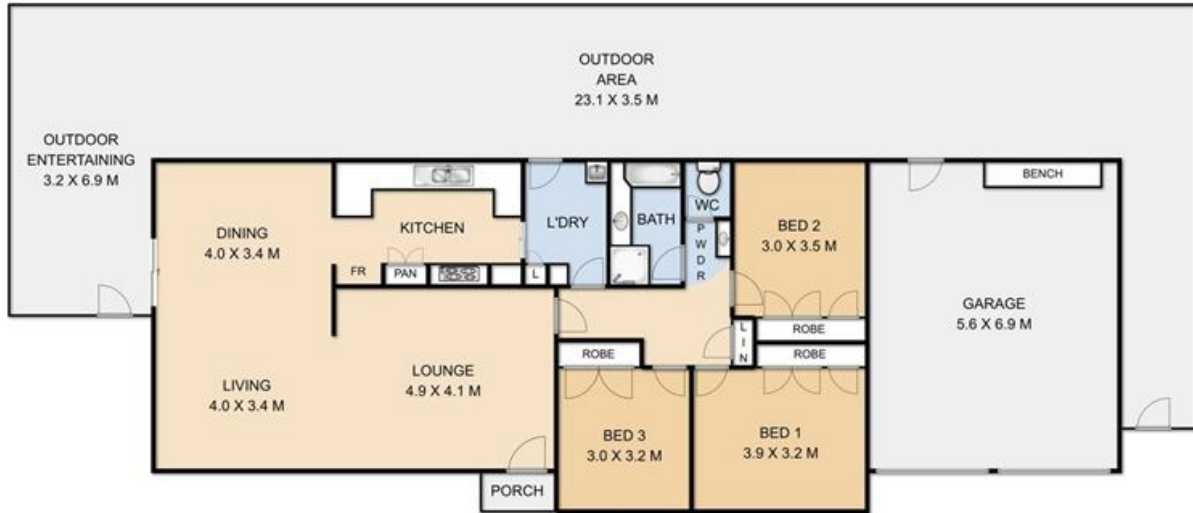 OUTDOOR
AREA
23.1 X 3.5 M
OUTDOOR
ENTERTAINING
3.2 X 6.9 M
DINING
4.0 X 3.4 M
KITCHEN
FR
PAN
L'DRY
L
BATH
WC
PWDR
BED 2
3.0 X 3.5 M
ROBE
BENCH
GARAGE
5.6 X 6.9 M
LIVING
4.0 X 3.4 M
LOUNGE
4.9 X 4.1 M
ROBE
LIN
ROBE
BED 3
3.0 X 3.2 M
BED 1
3.9 X 3.2 M
PORCH